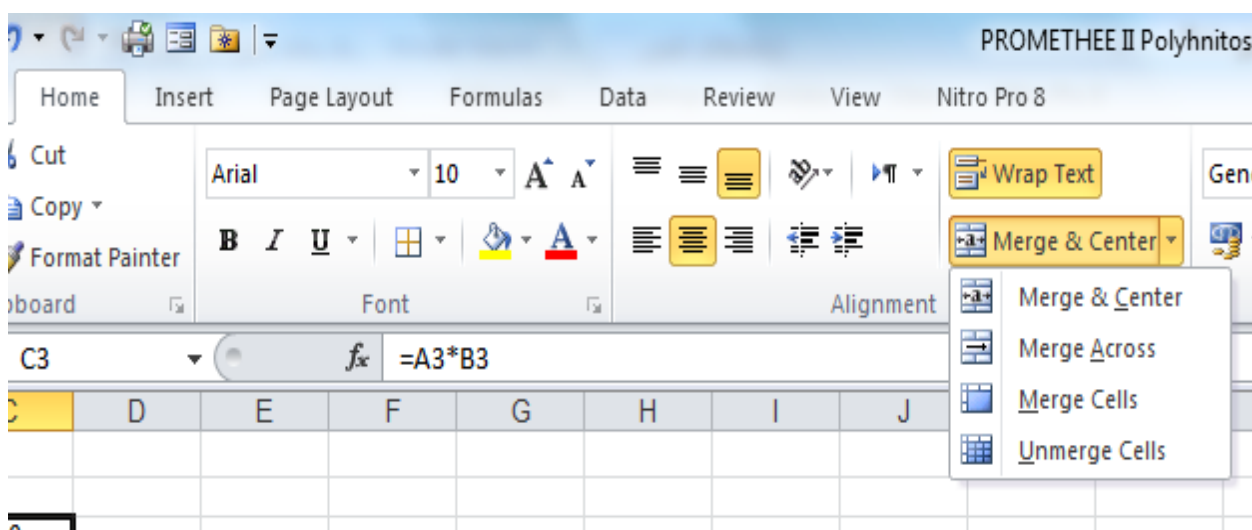 PROMETHEE II Polyhnitos
Home Insert Page Layout Formulas Data Review View Nitro Pro 8
Cut
Copy
Format Painter
Arial 10 A A
B I U A
Wrap Text
Merge & Center
Font
Alignment
Merge & Center
Merge Across
Merge Cells
Unmerge Cells
C3 fx =A3*B3
C D E F G H I J